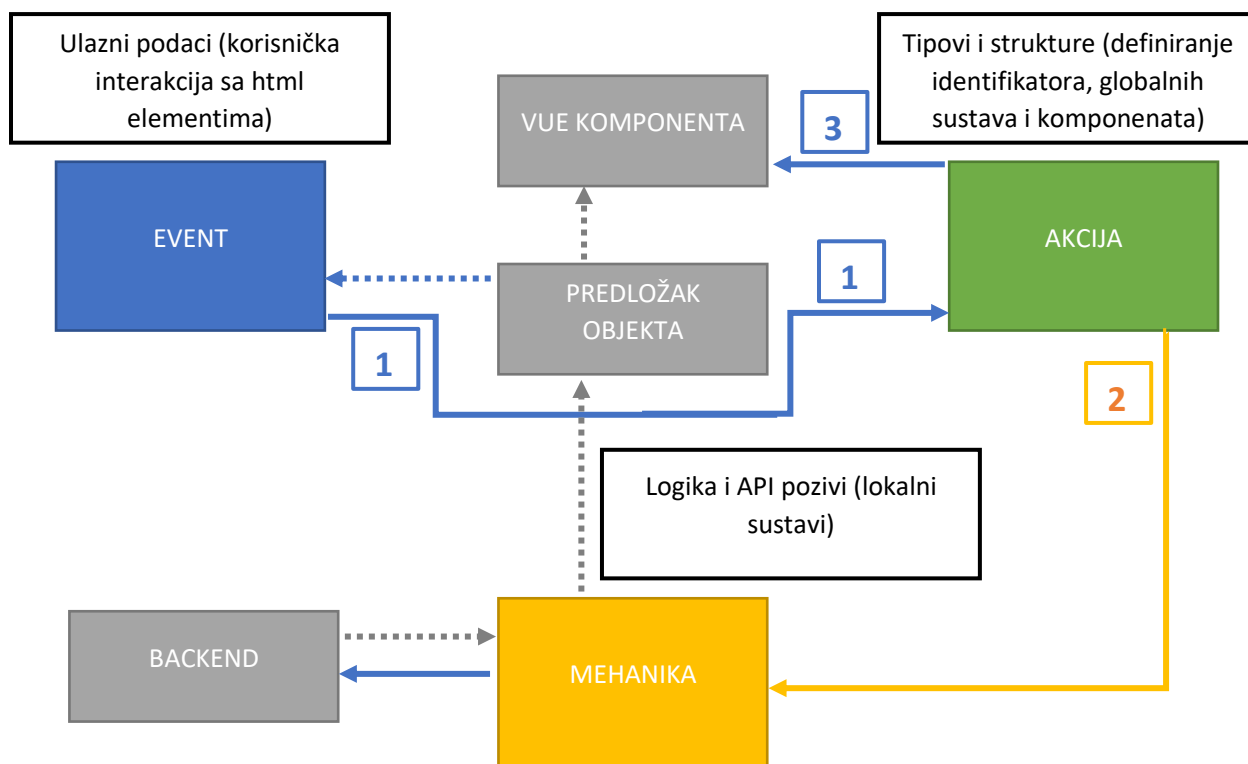 Ulazni podaci (korisnička
interakcija sa html
elementima)
Tipovi i strukture (definiranje
identifikatora, globalnih
sustava i komponenata)
VUE KOMPONENTA
3
EVENT
AKCIJA
PREDLOŽAK
OBJEKTA
1
1
2
Logika i API pozivi (lokalni
sustavi)
BACKEND
MEHANIKA